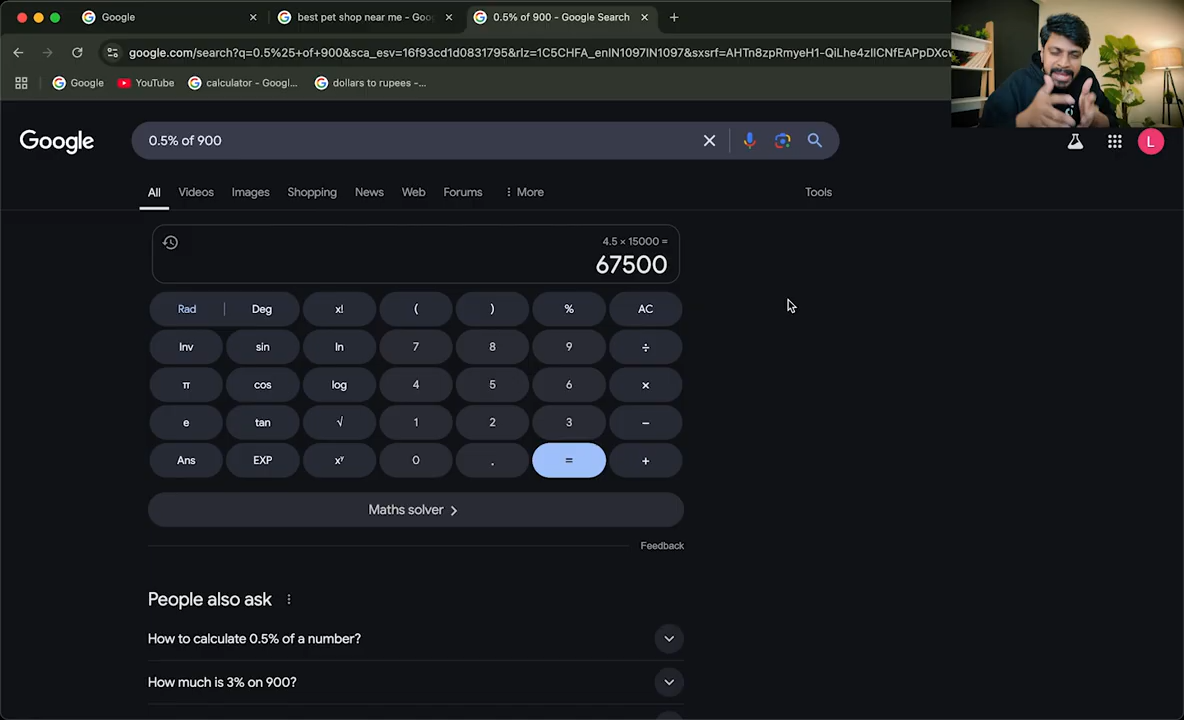 Google
best pet shop near me - Goo
0.5% of 900 - Google Search
google.com/search?q=0.5%25+of+900&sca_esv=16f93cd1d0831795&rlz=1C5CHFA_enIN1097IN1097&sxsrf=AHTn8zpRmyeH1-QiLhe4zIlCNfEAPpDXcv
Google
YouTube
calculator - Googl...
dollars to rupees -...
Google
0.5% of 900
L
All
Videos
Images
Shopping
News
Web
Forums
More
Tools
4.5 × 15000 =
67500
Rad | Deg x! ( ) % AC
Inv sin ln 7 8 9 ÷
π cos log 4 5 6 ×
e tan √ 1 2 3 −
Ans EXP xʸ 0 . = +
Maths solver
Feedback
People also ask
How to calculate 0.5% of a number?
How much is 3% on 900?